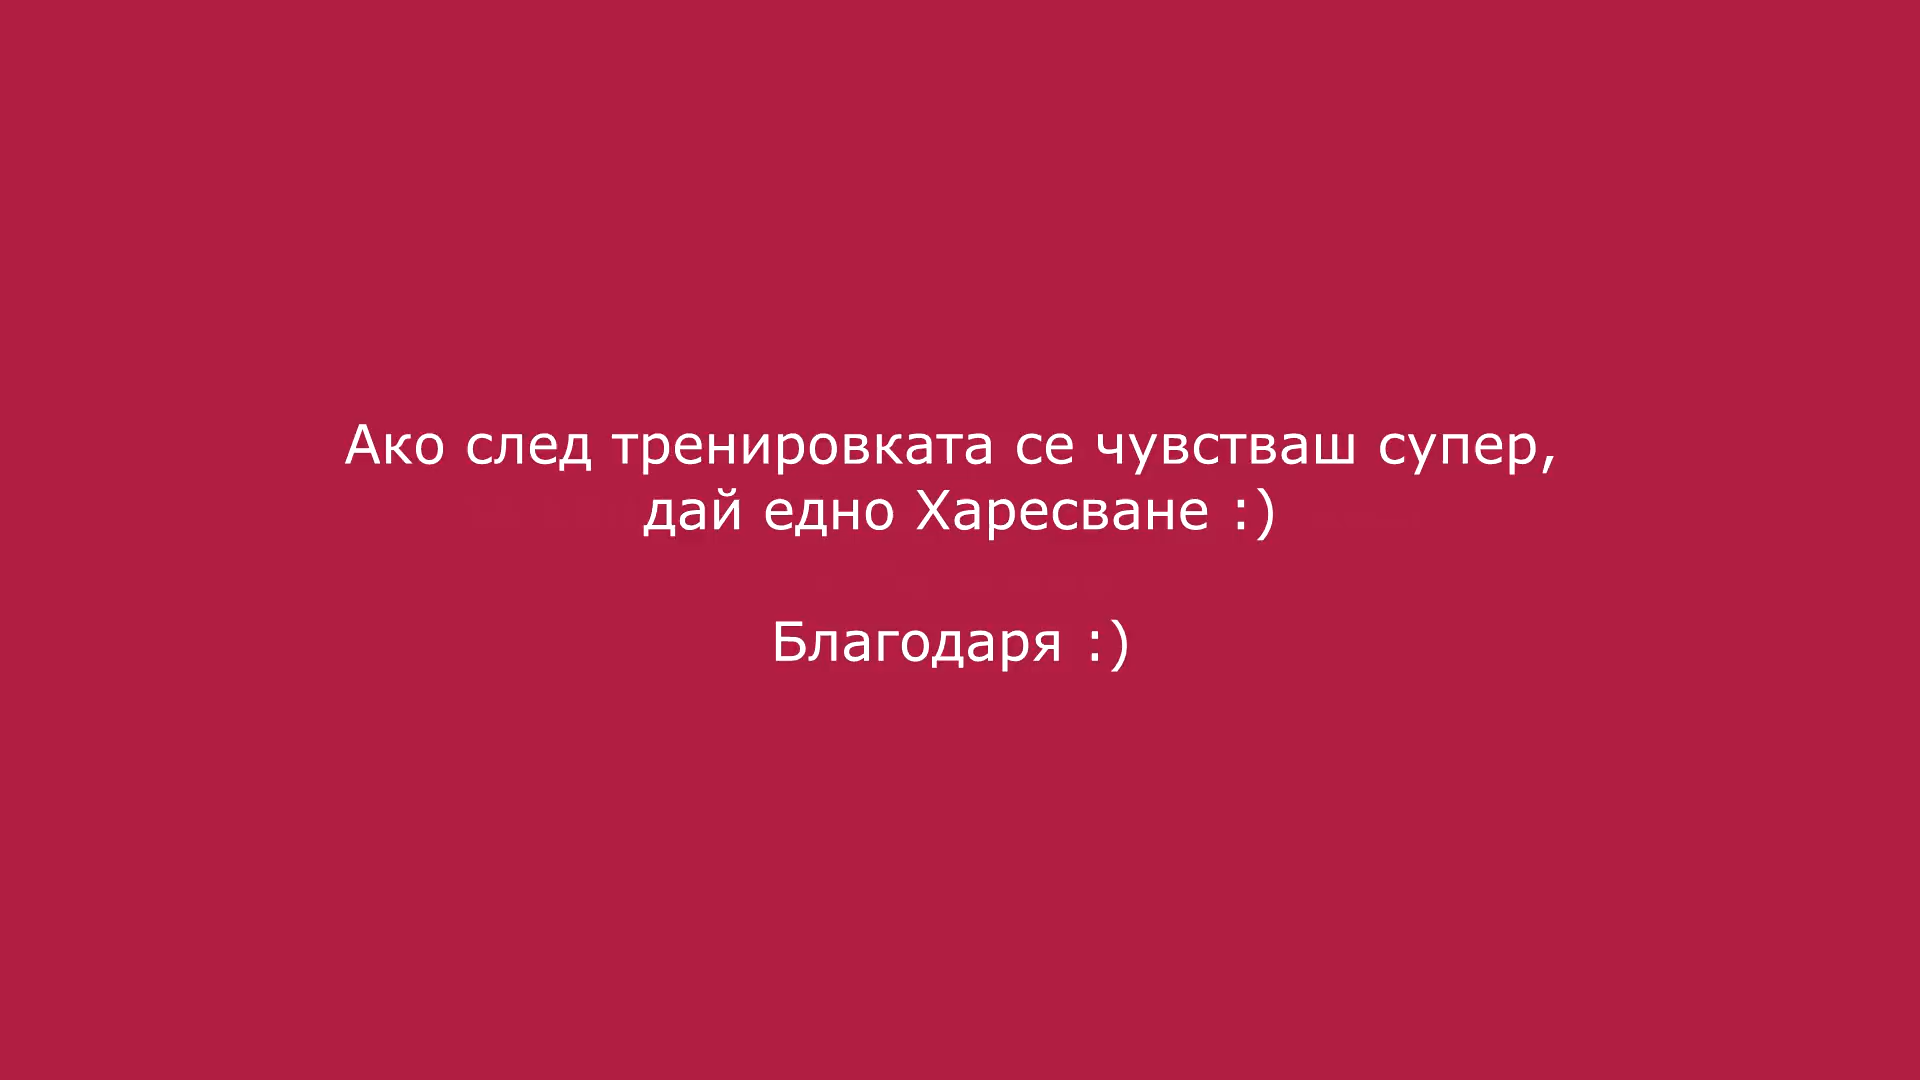 Ако след тренировката се чувстваш супер,
дай едно Харесване :)
Благодаря :)